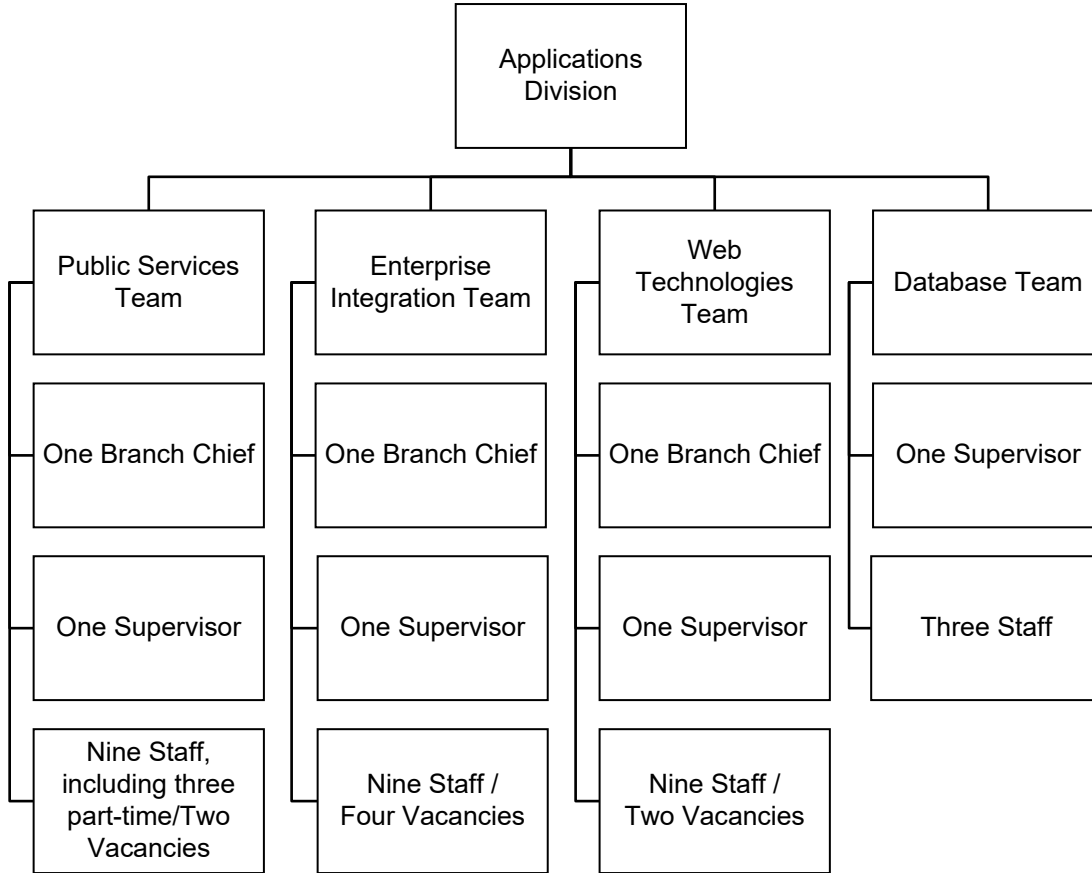 Applications
Division
Public Services
Team
Enterprise
Integration Team
Web
Technologies
Team
Database Team
One Branch Chief
One Branch Chief
One Branch Chief
One Supervisor
One Supervisor
One Supervisor
One Supervisor
Three Staff
Nine Staff,
including three
part-time/Two
Vacancies
Nine Staff /
Four Vacancies
Nine Staff /
Two Vacancies